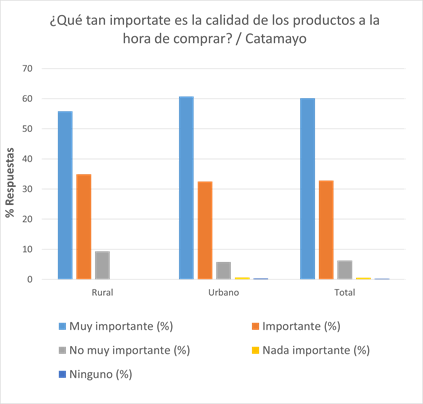 ¿Qué tan importate es la calidad de los productos a la
hora de comprar? / Catamayo
% Respuestas
70
60
50
40
30
20
10
0
Rural
Urbano
Total
Muy importante (%)
Importante (%)
No muy importante (%)
Nada importante (%)
Ninguno (%)